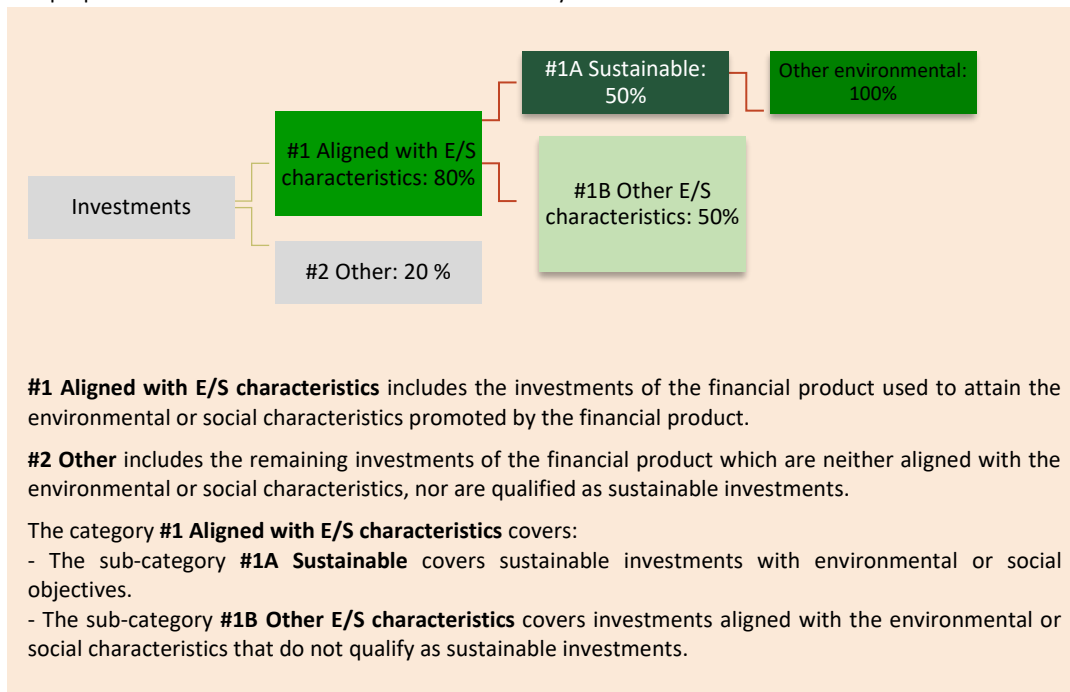 #1A Sustainable:
50%
Other environmental:
100%
#1 Aligned with E/S
characteristics: 80%
#1B Other E/S
characteristics: 50%
Investments
#2 Other: 20 %
#1 Aligned with E/S characteristics includes the investments of the financial product used to attain the
environmental or social characteristics promoted by the financial product.
#2 Other includes the remaining investments of the financial product which are neither aligned with the
environmental or social characteristics, nor are qualified as sustainable investments.
The category #1 Aligned with E/S characteristics covers:
- The sub-category #1A Sustainable covers sustainable investments with environmental or social
objectives.
- The sub-category #1B Other E/S characteristics covers investments aligned with the environmental or
social characteristics that do not qualify as sustainable investments.